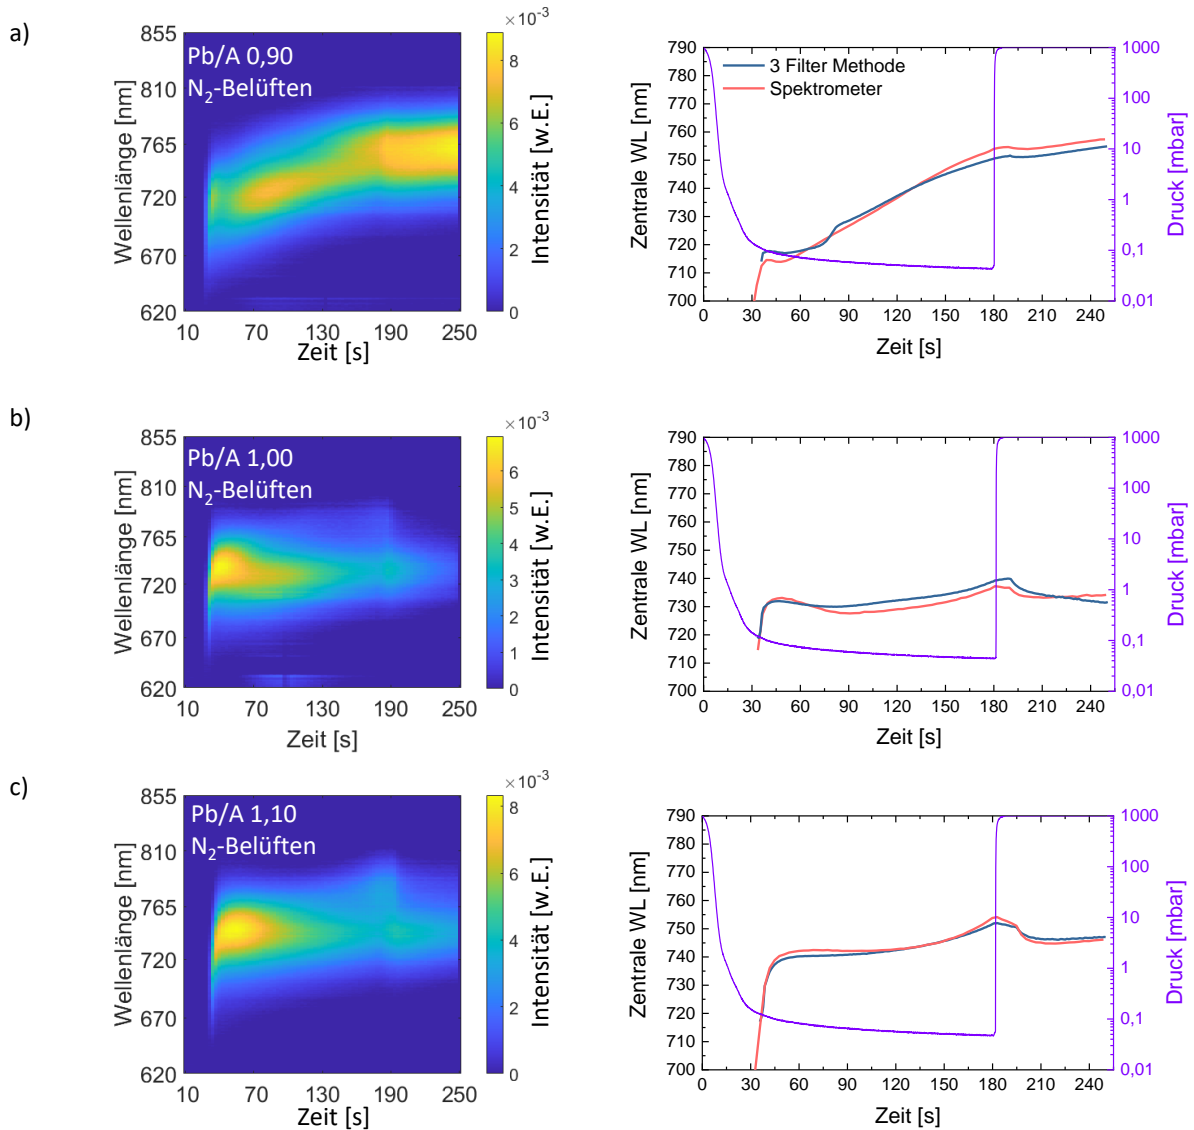 a)
×10⁻³
855
810
765
720
670
620
Wellenlänge [nm]
Pb/A 0,90
N₂-Belüften
10 70 130 190 250
Zeit [s]
8
6
4
2
0
Intensität [w.E.]
790
780
770
760
750
740
730
720
710
700
Zentrale WL [nm]
3 Filter Methode
Spektrometer
0 30 60 90 120 150 180 210 240
Zeit [s]
1000
100
10
1
0,1
0,01
Druck [mbar]
b)
×10⁻³
855
810
765
720
670
620
Wellenlänge [nm]
Pb/A 1,00
N₂-Belüften
10 70 130 190 250
Zeit [s]
6
5
4
3
2
1
0
Intensität [w.E.]
790
780
770
760
750
740
730
720
710
700
Zentrale WL [nm]
0 30 60 90 120 150 180 210 240
Zeit [s]
1000
100
10
1
0,1
0,01
Druck [mbar]
c)
×10⁻³
855
810
765
720
670
620
Wellenlänge [nm]
Pb/A 1,10
N₂-Belüften
10 70 130 190 250
Zeit [s]
8
6
4
2
0
Intensität [w.E.]
790
780
770
760
750
740
730
720
710
700
Zentrale WL [nm]
0 30 60 90 120 150 180 210 240
Zeit [s]
1000
100
10
1
0,1
0,01
Druck [mbar]